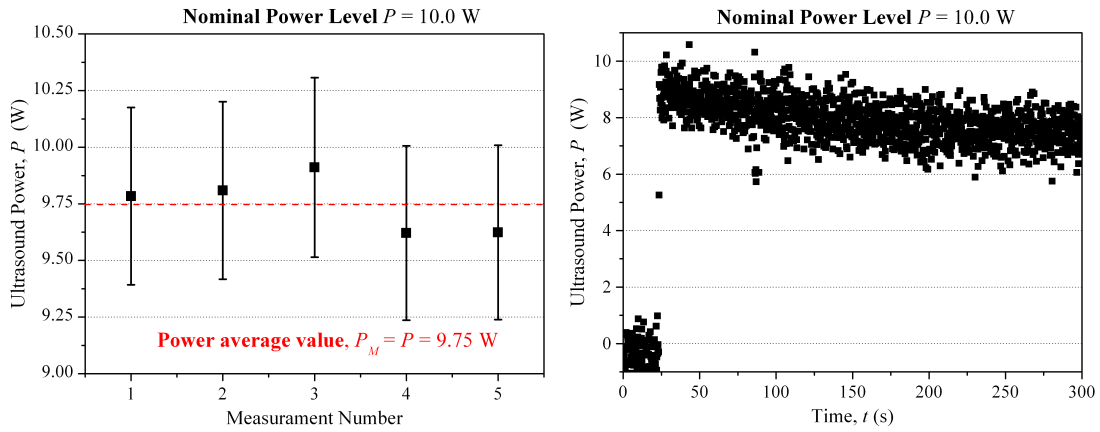 Nominal Power Level P = 10.0 W
10.50
10.25
10.00
9.75
9.50
9.25
9.00
Ultrasound Power, P (W)
Power average value, P_M = P = 9.75 W
1 2 3 4 5
Measurament Number
Nominal Power Level P = 10.0 W
10
8
6
4
2
0
Ultrasound Power, P (W)
0 50 100 150 200 250 300
Time, t (s)